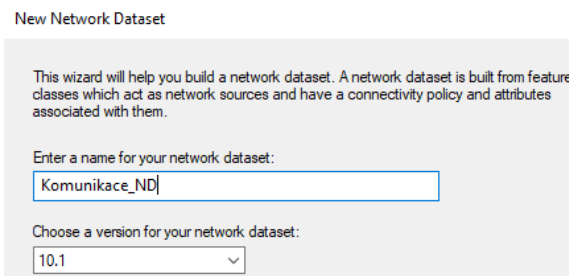 New Network Dataset
This wizard will help you build a network dataset. A network dataset is built from feature
classes which act as network sources and have a connectivity policy and attributes
associated with them.
Enter a name for your network dataset:
Komunikace_ND
Choose a version for your network dataset:
10.1